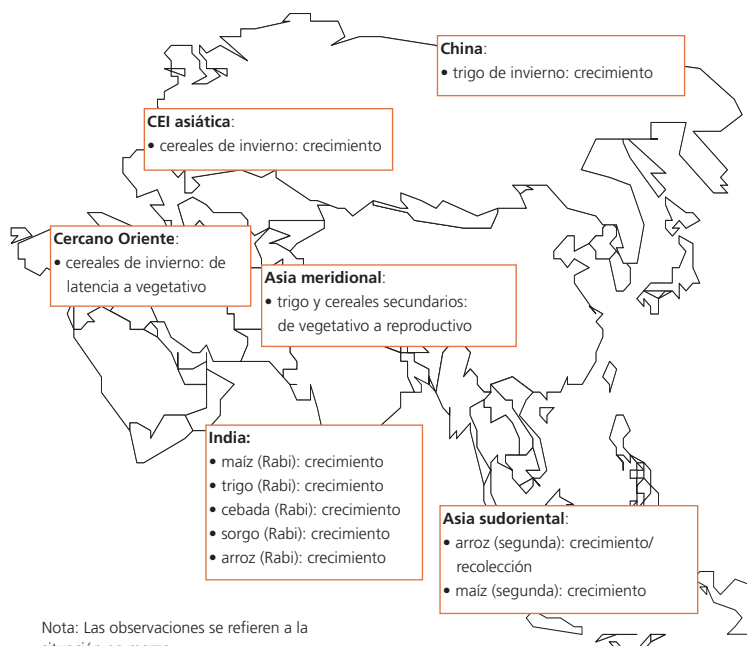 China:
• trigo de invierno: crecimiento
CEI asiática:
• cereales de invierno: crecimiento
Cercano Oriente:
• cereales de invierno: de
latencia a vegetativo
Asia meridional:
• trigo y cereales secundarios:
de vegetativo a reproductivo
India:
• maíz (Rabi): crecimiento
• trigo (Rabi): crecimiento
• cebada (Rabi): crecimiento
• sorgo (Rabi): crecimiento
• arroz (Rabi): crecimiento
Asia sudoriental:
• arroz (segunda): crecimiento/
recolección
• maíz (segunda): crecimiento
Nota: Las observaciones se refieren a la
situación en marzo